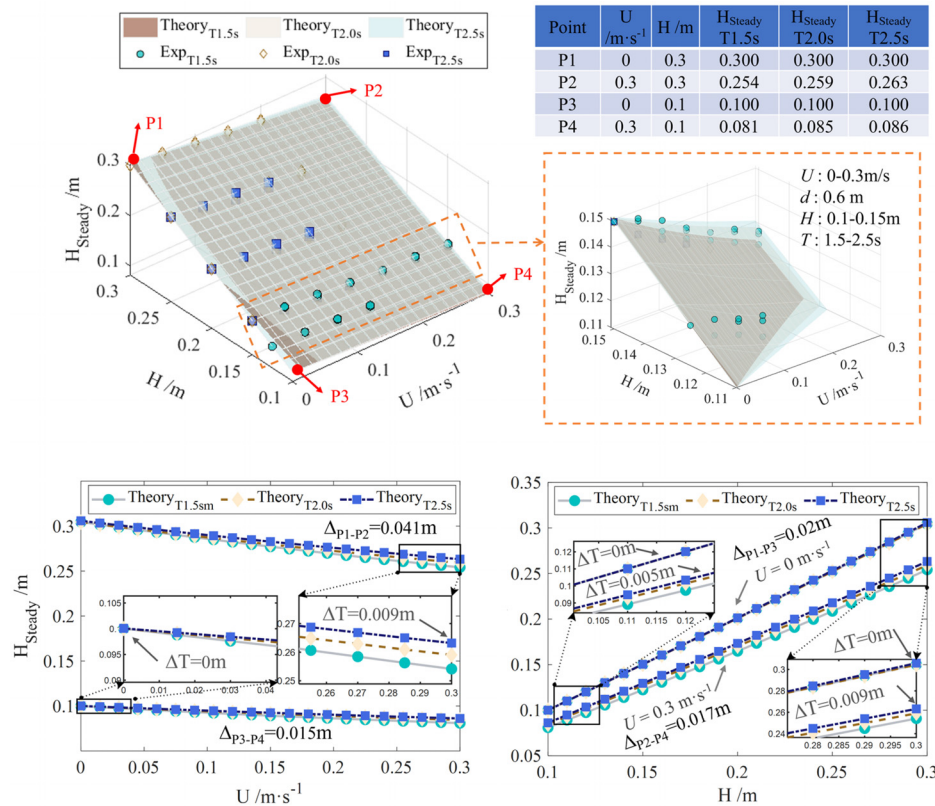 Theory_T1.5s Theory_T2.0s Theory_T2.5s
Exp_T1.5s Exp_T2.0s Exp_T2.5s
P1
P2
P3
P4
H_Steady /m
0.3
0.2
0.1
0.3
0.25
0.2
0.15
0.1
H /m
0
0.1
0.2
0.3
U /m·s⁻¹
Point U /m·s⁻¹ H /m H_Steady T1.5s H_Steady T2.0s H_Steady T2.5s
P1 0 0.3 0.300 0.300 0.300
P2 0.3 0.3 0.254 0.259 0.263
P3 0 0.1 0.100 0.100 0.100
P4 0.3 0.1 0.081 0.085 0.086
U : 0-0.3m/s
d : 0.6 m
H : 0.1-0.15m
T : 1.5-2.5s
H_Steady /m
0.15
0.14
0.13
0.12
0.11
0.15
0.14
0.13
0.12
0.11
H /m
0
0.1
0.2
0.3
U /m·s⁻¹
Theory_T1.5sm Theory_T2.0s Theory_T2.5s
Δ_P1-P2=0.041m
H_Steady /m
0.3
0.2
0.1
0.105
0.1
0.095
0.09
0 0.01 0.02 0.03 0.04
ΔT=0m
ΔT=0.009m
0.27
0.26
0.25
0.26 0.27 0.28 0.29 0.3
Δ_P3-P4=0.015m
0 0.05 0.1 0.15 0.2 0.25 0.3
U /m·s⁻¹
Theory_T1.5sm Theory_T2.0s Theory_T2.5s
0.35
0.30
0.25
0.20
0.15
0.10
0.05
0.12
0.11
0.1
0.09
0.105 0.11 0.115 0.12
ΔT=0m
ΔT=0.005m
Δ_P1-P3=0.02m
U = 0 m·s⁻¹
U = 0.3 m·s⁻¹
Δ_P2-P4=0.017m
ΔT=0m
ΔT=0.009m
0.3
0.28
0.26
0.24
0.28 0.285 0.29 0.295 0.3
0.1 0.15 0.2 0.25 0.3
H /m